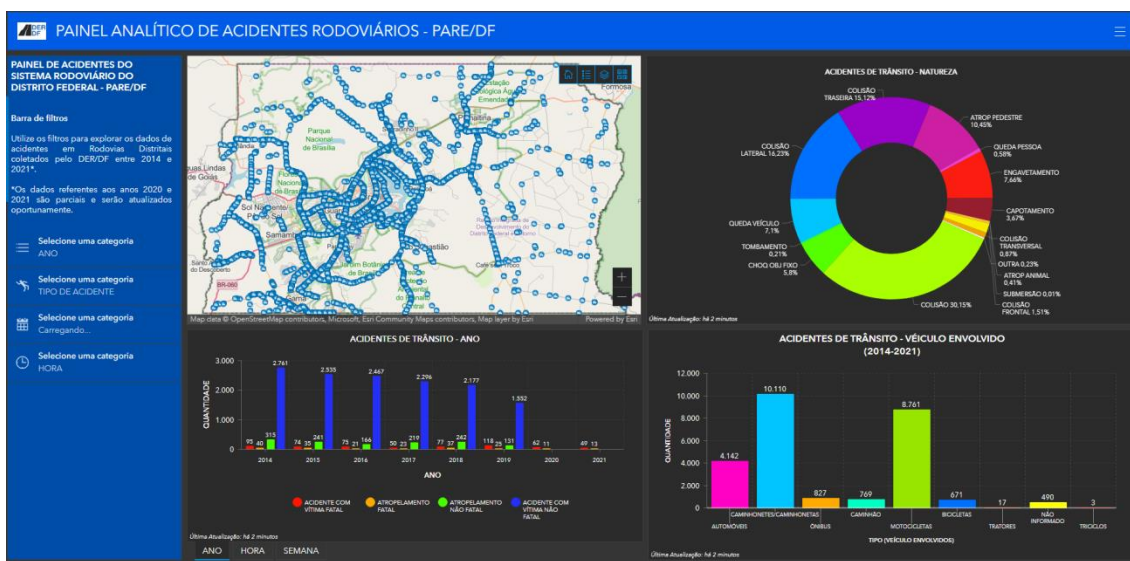 DER
DF
PAINEL ANALÍTICO DE ACIDENTES RODOVIÁRIOS - PARE/DF
PAINEL DE ACIDENTES DO
SISTEMA RODOVIÁRIO DO
DISTRITO FEDERAL - PARE/DF
Barra de filtros
Utilize os filtros para explorar os dados de
acidentes em Rodovias Distritais
coletados pelo DER/DF entre 2014 e
2021*.
*Os dados referentes aos anos 2020 e
2021 são parciais e serão atualizados
oportunamente.
Selecione uma categoria
ANO
Selecione uma categoria
TIPO DE ACIDENTE
Selecione uma categoria
Carregando...
Selecione uma categoria
HORA
Formosa
Parque
Nacional
de Brasília
Sol Nascente/
Samamb
Gama
BR-060
+
−
Map data © OpenStreetMap contributors, Microsoft, Esri Community Maps contributors, Map layer by Esri
Powered by Esri
ACIDENTES DE TRÂNSITO - NATUREZA
COLISÃO
TRASEIRA 15,12%
ATROP PEDESTRE
10,45%
COLISÃO
LATERAL 16,23%
QUEDA PESSOA
0,58%
ENGAVETAMENTO
7,66%
CAPOTAMENTO
3,67%
QUEDA VEÍCULO
7,1%
TOMBAMENTO
0,21%
CHOQ OBJ FIXO
5,8%
COLISÃO
TRANSVERSAL
0,87%
OUTRA 0,23%
ATROP ANIMAL
0,41%
SUBMERSÃO 0,01%
COLISÃO
FRONTAL 1,51%
COLISÃO 30,15%
Última Atualização: há 2 minutos
ACIDENTES DE TRÂNSITO - ANO
QUANTIDADE
3.000
2.000
1.000
0
95 40 315 2.761
74 35 241 2.535
75 21 166 2.467
50 23 219 2.296
77 37 242 2.177
118 25 131 1.552
62 11
49 13
2014 2015 2016 2017 2018 2019 2020 2021
ANO
ACIDENTE COM
VÍTIMA FATAL
ATROPELAMENTO
FATAL
ATROPELAMENTO
NÃO FATAL
ACIDENTE COM
VÍTIMA NÃO
FATAL
Última Atualização: há 2 minutos
ANO HORA SEMANA
ACIDENTES DE TRÂNSITO - VÉICULO ENVOLVIDO
(2014-2021)
QUANTIDADE
12.000
10.000
8.000
6.000
4.000
2.000
0
4.142 10.110 827 769 8.761 671 17 490 3
AUTOMÓVEIS
CAMINHONETES/CAMINHONETAS
ÔNIBUS
CAMINHÃO
MOTOCICLETAS
BICICLETAS
TRATORES
NÃO
INFORMADO
TRICICLOS
TIPO (VEÍCULO ENVOLVIDOS)
Última Atualização: há 2 minutos